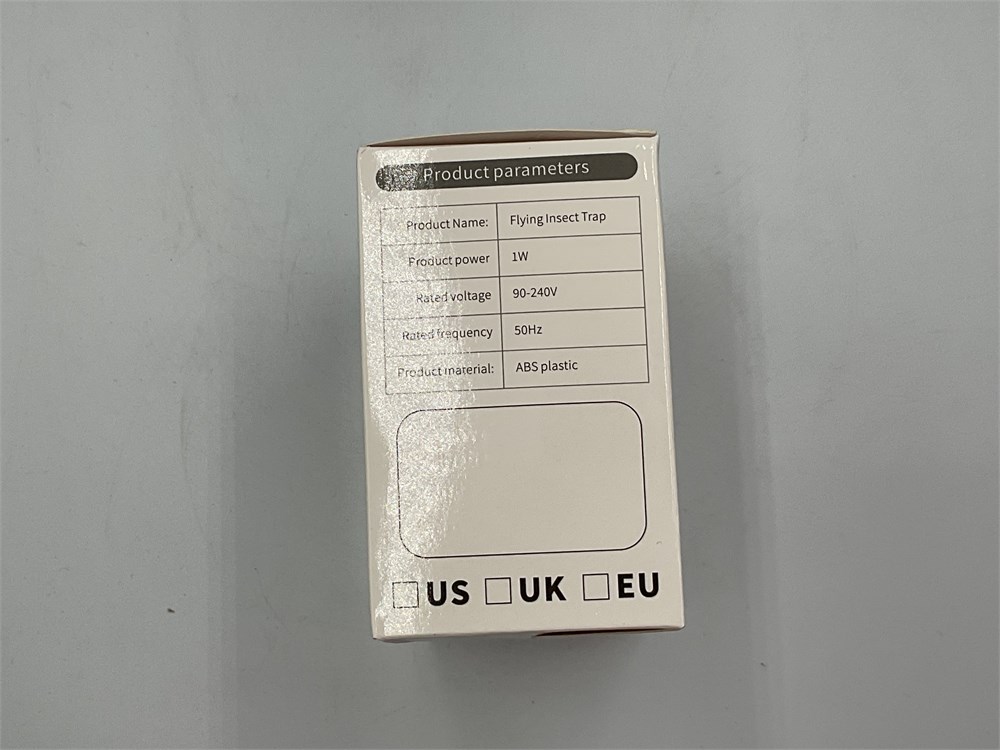 Product parameters
Product Name: Flying Insect Trap
Product power 1W
Rated voltage 90-240V
Rated frequency 50Hz
Product material: ABS plastic
US UK EU